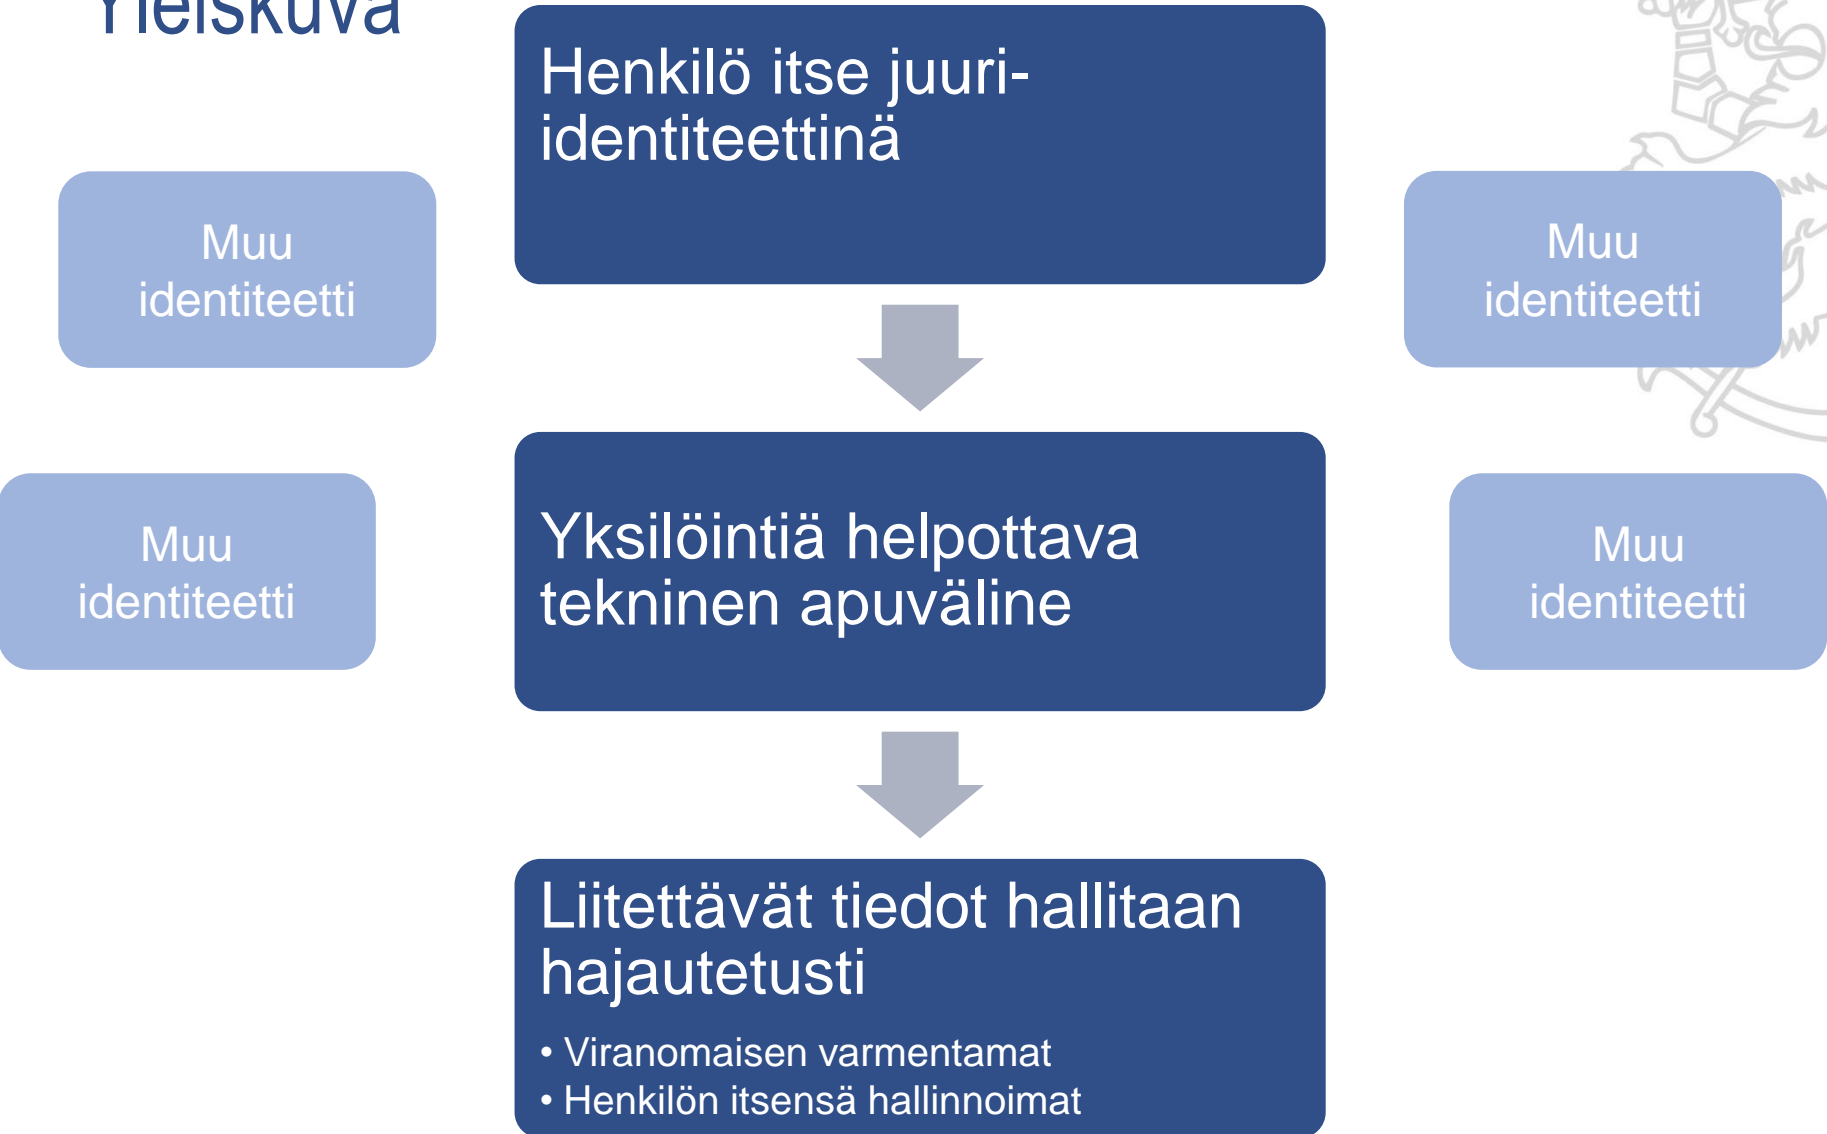 Yleiskuva
Henkilö itse juuri-
identiteettinä
Muu
identiteetti
Muu
identiteetti
Yksilöintiä helpottava
tekninen apuväline
Muu
identiteetti
Muu
identiteetti
Liitettävät tiedot hallitaan
hajautetusti
• Viranomaisen varmentamat
• Henkilön itsensä hallinnoimat